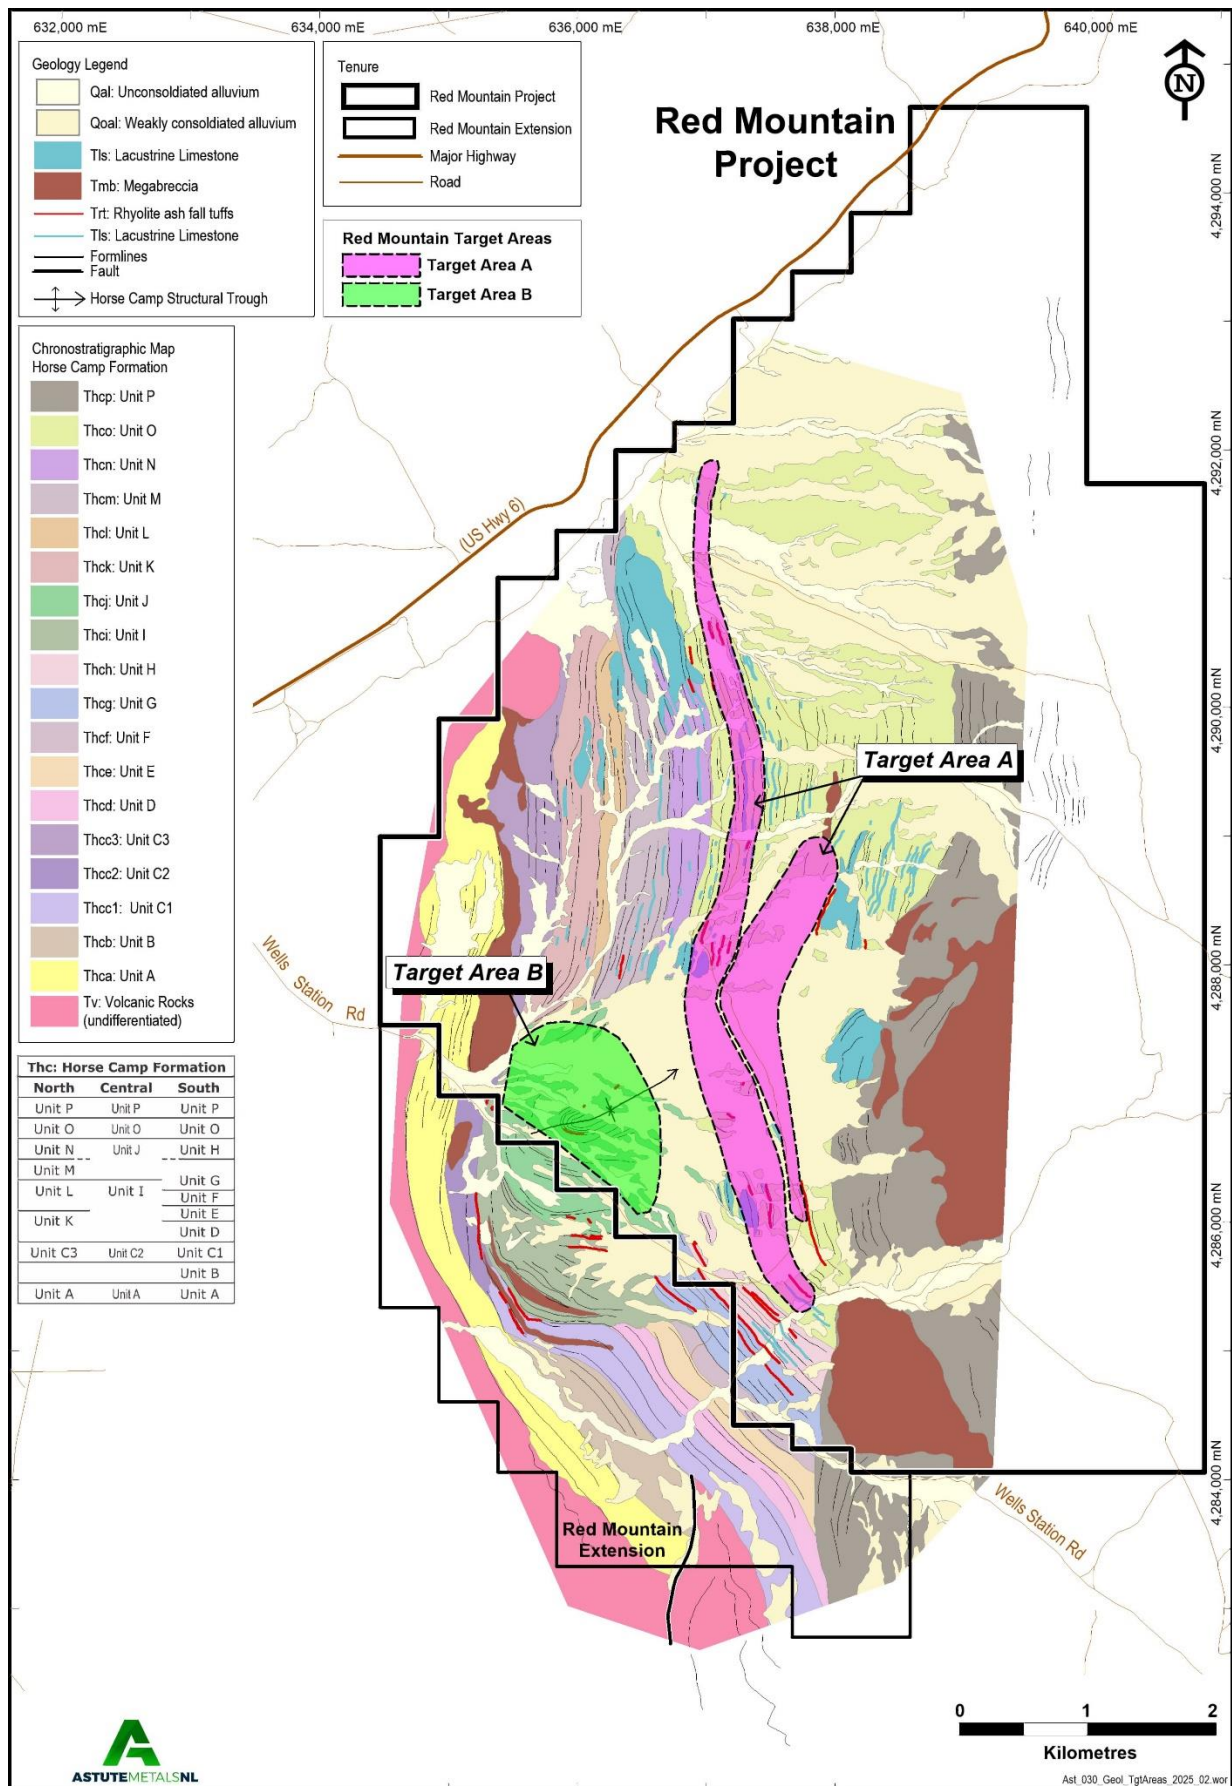 632,000 mE
634,000 mE
636,000 mE
638,000 mE
640,000 mE
Geology Legend
Qal: Unconsoldiated alluvium
Qoal: Weakly consoldiated alluvium
Tls: Lacustrine Limestone
Tmb: Megabreccia
Trt: Rhyolite ash fall tuffs
Tls: Lacustrine Limestone
Formlines
Fault
Horse Camp Structural Trough
Tenure
Red Mountain Project
Red Mountain Extension
Major Highway
Road
Red Mountain Target Areas
Target Area A
Target Area B
Red Mountain
Project
N
Chronostratigraphic Map
Horse Camp Formation
Thcp: Unit P
Thco: Unit O
Thcn: Unit N
Thcm: Unit M
Thcl: Unit L
Thck: Unit K
Thcj: Unit J
Thci: Unit I
Thch: Unit H
Thcg: Unit G
Thcf: Unit F
Thce: Unit E
Thcd: Unit D
Thcc3: Unit C3
Thcc2: Unit C2
Thcc1: Unit C1
Thcb: Unit B
Thca: Unit A
Tv: Volcanic Rocks
(undifferentiated)
Thc: Horse Camp Formation
North Central South
Unit P Unit P Unit P
Unit O Unit O Unit O
Unit N Unit J Unit H
Unit M
Unit G
Unit L Unit I
Unit F
Unit E
Unit K
Unit D
Unit C3 Unit C2 Unit C1
Unit B
Unit A Unit A Unit A
(US Hwy 6)
Target Area A
Target Area B
Wells Station Rd
Red Mountain
Extension
Wells Station Rd
4,294,000 mN
4,292,000 mN
4,290,000 mN
4,288,000 mN
4,286,000 mN
4,284,000 mN
0 1 2
Kilometres
ASTUTEMETALSNL
Ast_030_Geol_TgtAreas_2025_02.wor